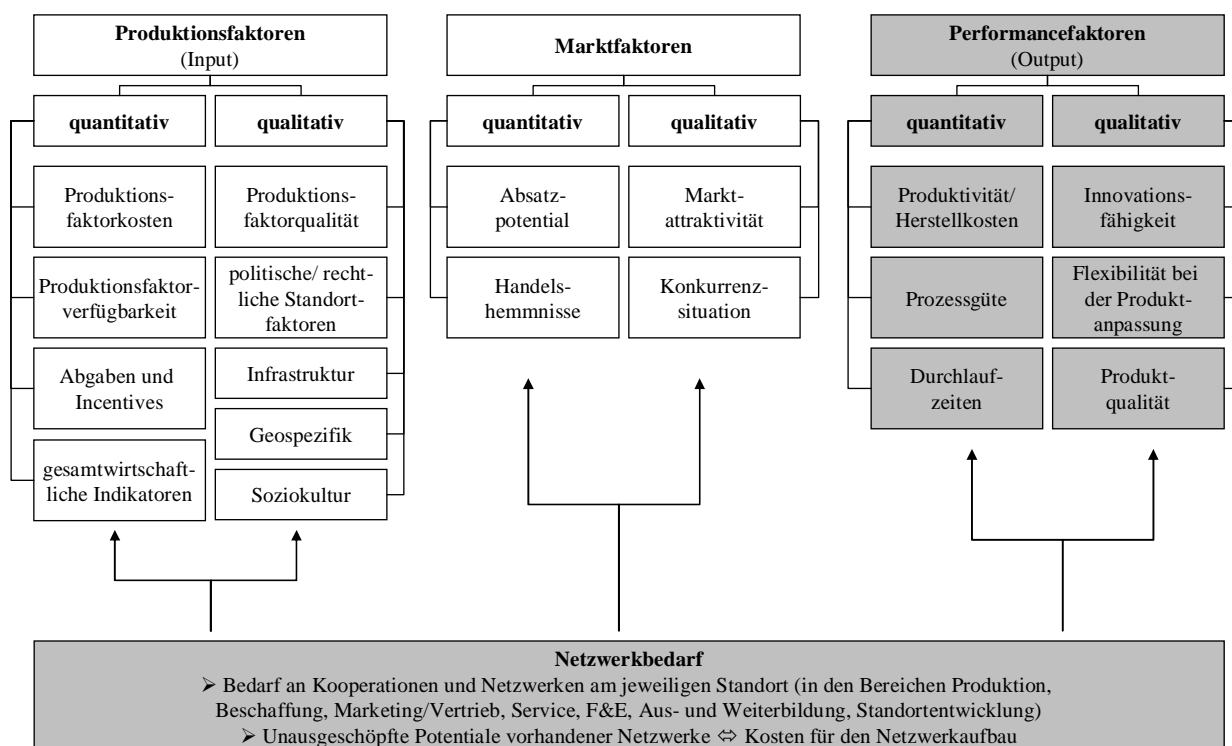 Produktionsfaktoren
(Input)
quantitativ
qualitativ
Produktions-
faktorkosten
Produktionsfaktor-
verfügbarkeit
Abgaben und
Incentives
gesamtwirtschaft-
liche Indikatoren
Produktions-
faktorqualität
politische/ recht-
liche Standort-
faktoren
Infrastruktur
Geospezifik
Soziokultur
Marktfaktoren
quantitativ
qualitativ
Absatz-
potential
Handels-
hemmnisse
Markt-
attraktivität
Konkurrenz-
situation
Performancefaktoren
(Output)
quantitativ
qualitativ
Produktivität/
Herstellkosten
Prozessgüte
Durchlauf-
zeiten
Innovations-
fähigkeit
Flexibilität bei
der Produkt-
anpassung
Produkt-
qualität
Netzwerkbedarf
➢ Bedarf an Kooperationen und Netzwerken am jeweiligen Standort (in den Bereichen Produktion,
Beschaffung, Marketing/Vertrieb, Service, F&E, Aus- und Weiterbildung, Standortentwicklung)
➢ Unausgeschöpfte Potentiale vorhandener Netzwerke ⇔ Kosten für den Netzwerkaufbau